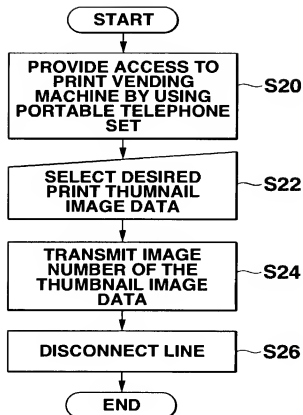 START
PROVIDE ACCESS TO
PRINT VENDING
MACHINE BY USING
PORTABLE TELEPHONE
SET
S20
SELECT DESIRED
PRINT THUMNAIL
IMAGE DATA
S22
TRANSMIT IMAGE
NUMBER OF THE
THUMBNAIL IMAGE
DATA
S24
DISCONNECT LINE
S26
END